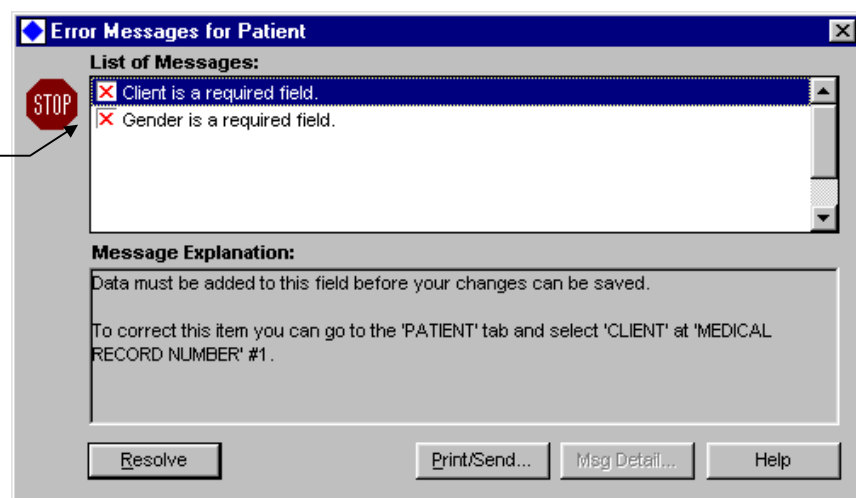 Error Messages for Patient
List of Messages:
STOP
Client is a required field.
Gender is a required field.
Message Explanation:
Data must be added to this field before your changes can be saved.
To correct this item you can go to the 'PATIENT' tab and select 'CLIENT' at 'MEDICAL
RECORD NUMBER' #1.
Resolve
Print/Send...
Msg Detail...
Help